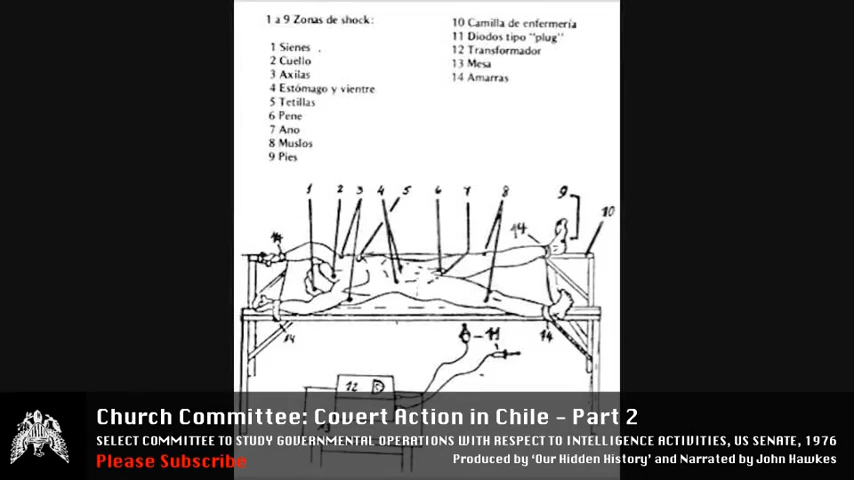 1 a 9 Zonas de shock:
1 Sienes
2 Cuello
3 Axilas
4 Estómago y vientre
5 Tetillas
6 Pene
7 Ano
8 Muslos
9 Pies
10 Camilla de enfermería
11 Diodos tipo "plug"
12 Transformador
13 Mesa
14 Amarras
1 2 3 4 5 6 7 8 9
10
14
14
14
14
11
12
Church Committee: Covert Action in Chile - Part 2
SELECT COMMITTEE TO STUDY GOVERNMENTAL OPERATIONS WITH RESPECT TO INTELLIGENCE ACTIVITIES, US SENATE, 1976
Please Subscribe
Produced by 'Our Hidden History' and Narrated by John Hawkes